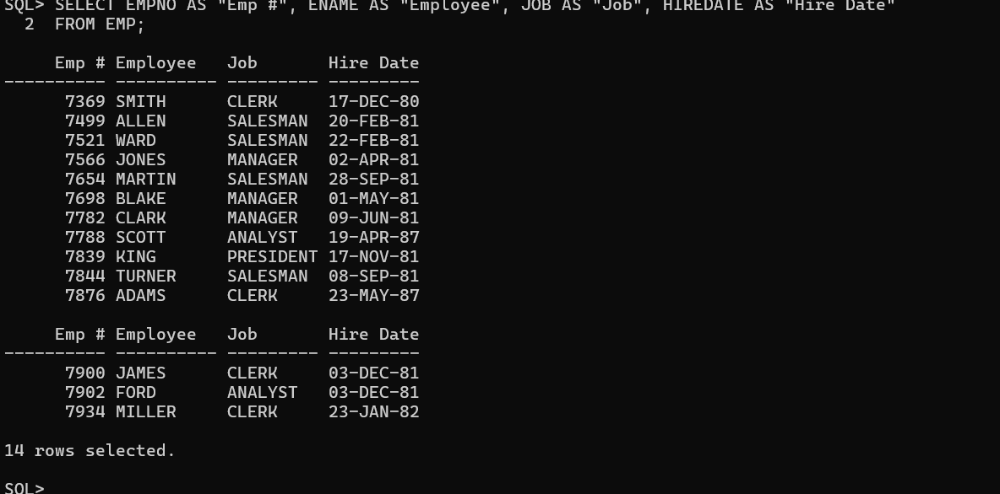 SQL> SELECT EMPNO AS "Emp #", ENAME AS "Employee", JOB AS "Job", HIREDATE AS "Hire Date"
  2  FROM EMP;

     Emp # Employee   Job       Hire Date
---------- ---------- --------- ---------
      7369 SMITH      CLERK     17-DEC-80
      7499 ALLEN      SALESMAN  20-FEB-81
      7521 WARD       SALESMAN  22-FEB-81
      7566 JONES      MANAGER   02-APR-81
      7654 MARTIN     SALESMAN  28-SEP-81
      7698 BLAKE      MANAGER   01-MAY-81
      7782 CLARK      MANAGER   09-JUN-81
      7788 SCOTT      ANALYST   19-APR-87
      7839 KING       PRESIDENT 17-NOV-81
      7844 TURNER     SALESMAN  08-SEP-81
      7876 ADAMS      CLERK     23-MAY-87

     Emp # Employee   Job       Hire Date
---------- ---------- --------- ---------
      7900 JAMES      CLERK     03-DEC-81
      7902 FORD       ANALYST   03-DEC-81
      7934 MILLER     CLERK     23-JAN-82

14 rows selected.

SQL>